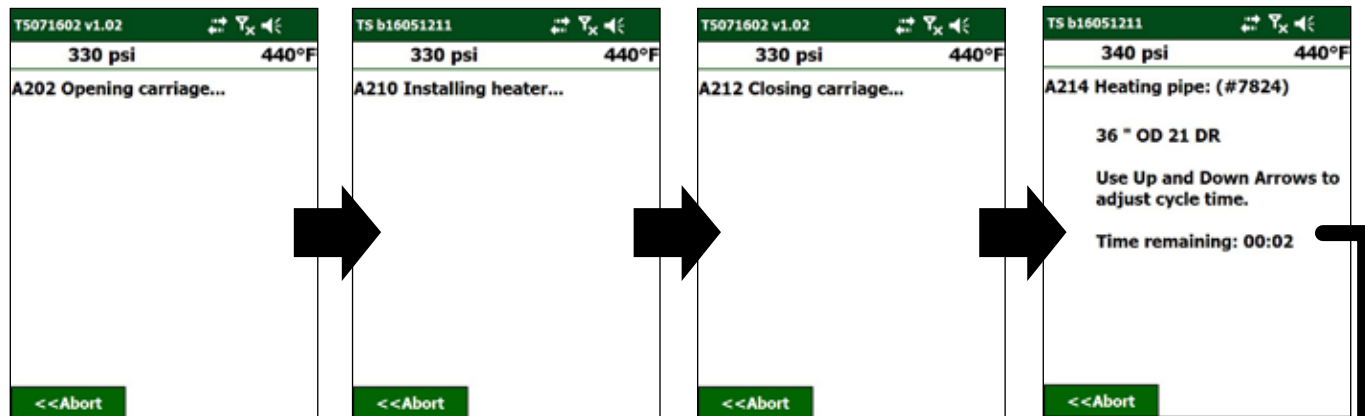 T5071602 v1.02
330 psi 440°F
A202 Opening carriage...
<<Abort
TS b16051211
330 psi 440°F
A210 Installing heater...
<<Abort
T5071602 v1.02
330 psi 440°F
A212 Closing carriage...
<<Abort
TS b16051211
340 psi 440°F
A214 Heating pipe: (#7824)
36 " OD 21 DR
Use Up and Down Arrows to
adjust cycle time.
Time remaining: 00:02
<<Abort